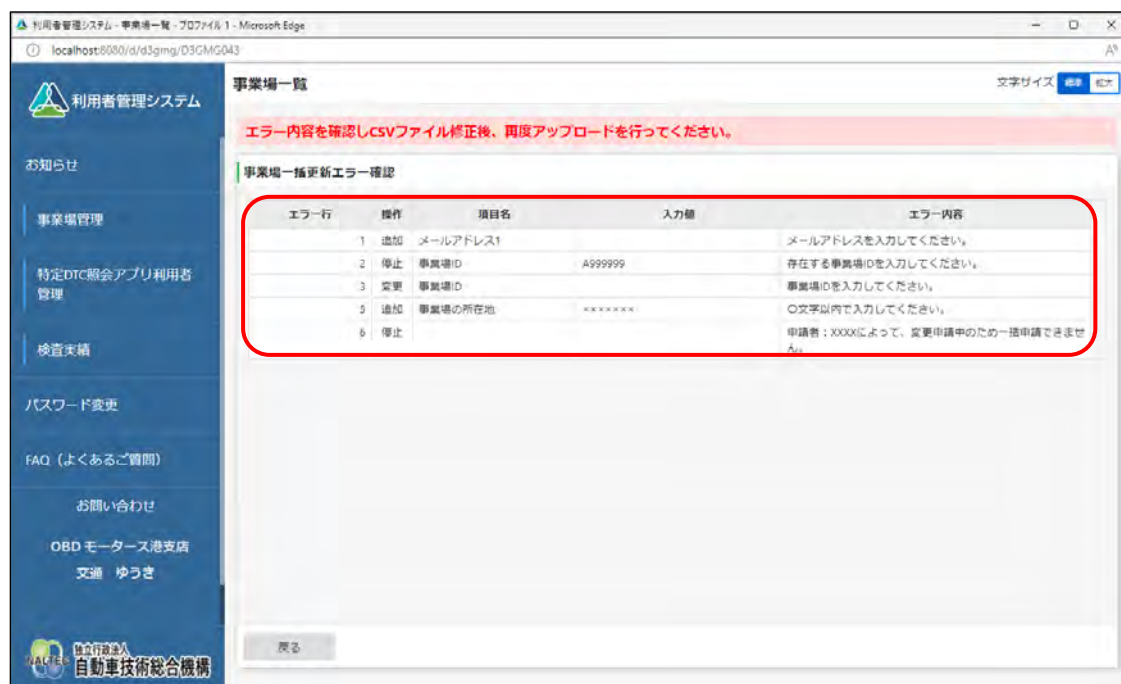 利用者管理システム - 事業場一覧 - プロファイル 1 - Microsoft Edge
localhost:8080/d/d3gmg/D3GMG043
利用者管理システム
お知らせ
事業場管理
特定DTC照会アプリ利用者
管理
検査実績
パスワード変更
FAQ（よくあるご質問）
お問い合わせ
OBD モータース港支店
交通　ゆうき
NALTEC 独立行政法人
自動車技術総合機構
事業場一覧
文字サイズ 標準 拡大
エラー内容を確認しCSVファイル修正後、再度アップロードを行ってください。
事業場一括更新エラー確認
エラー行 操作 項目名 入力値 エラー内容
1 追加 メールアドレス1 メールアドレスを入力してください。
2 停止 事業場ID A999999 存在する事業場IDを入力してください。
3 変更 事業場ID 事業場IDを入力してください。
5 追加 事業場の所在地 ××××××× ○文字以内で入力してください。
6 停止 申請者：XXXXによって、変更申請中のため一括申請できませ
ん。
戻る